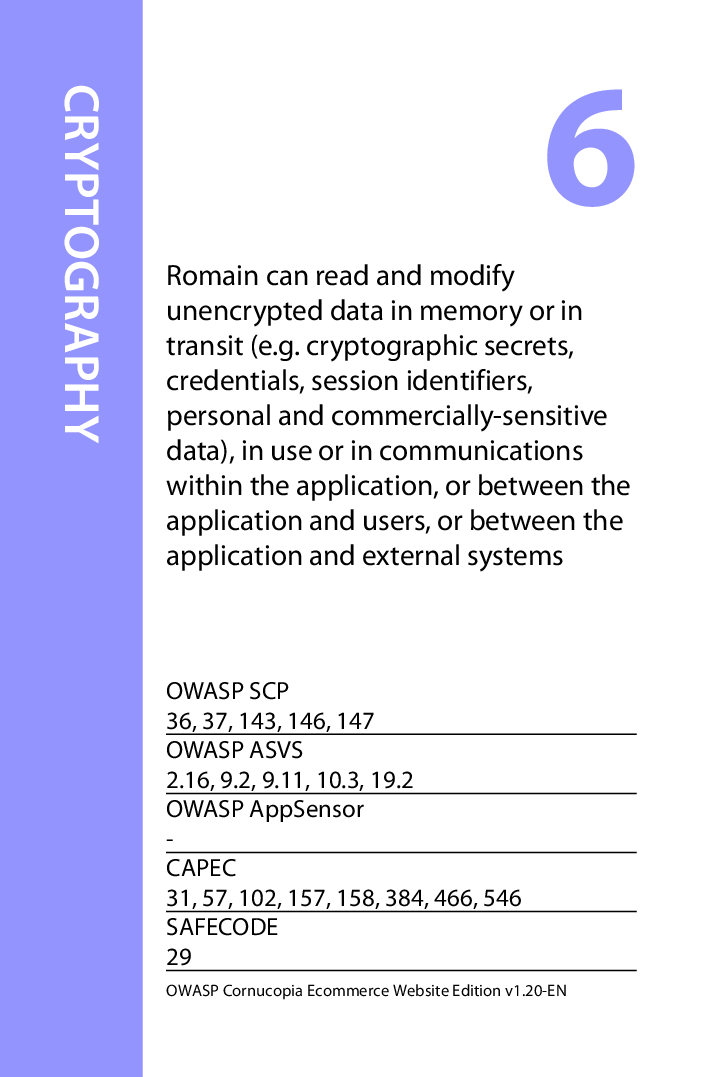 CRYPTOGRAPHY
6
Romain can read and modify
unencrypted data in memory or in
transit (e.g. cryptographic secrets,
credentials, session identifiers,
personal and commercially-sensitive
data), in use or in communications
within the application, or between the
application and users, or between the
application and external systems
OWASP SCP
36, 37, 143, 146, 147
OWASP ASVS
2.16, 9.2, 9.11, 10.3, 19.2
OWASP AppSensor
-
CAPEC
31, 57, 102, 157, 158, 384, 466, 546
SAFECODE
29
OWASP Cornucopia Ecommerce Website Edition v1.20-EN